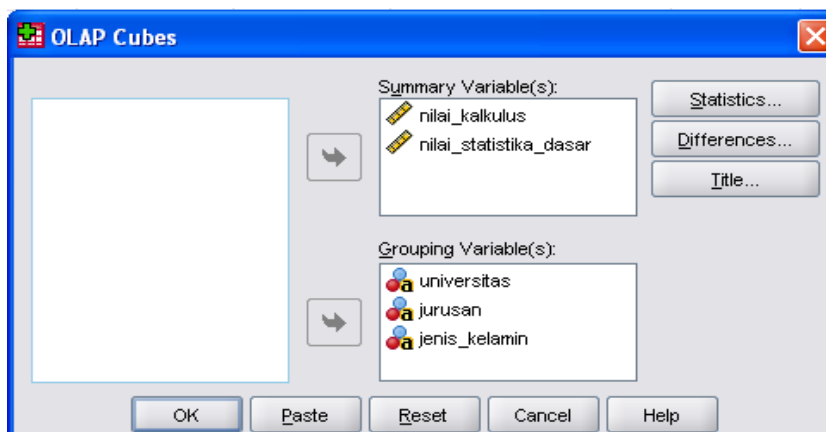 OLAP Cubes
Summary Variable(s):
nilai_kalkulus
nilai_statistika_dasar
Statistics...
Differences...
Title...
Grouping Variable(s):
universitas
jurusan
jenis_kelamin
OK
Paste
Reset
Cancel
Help